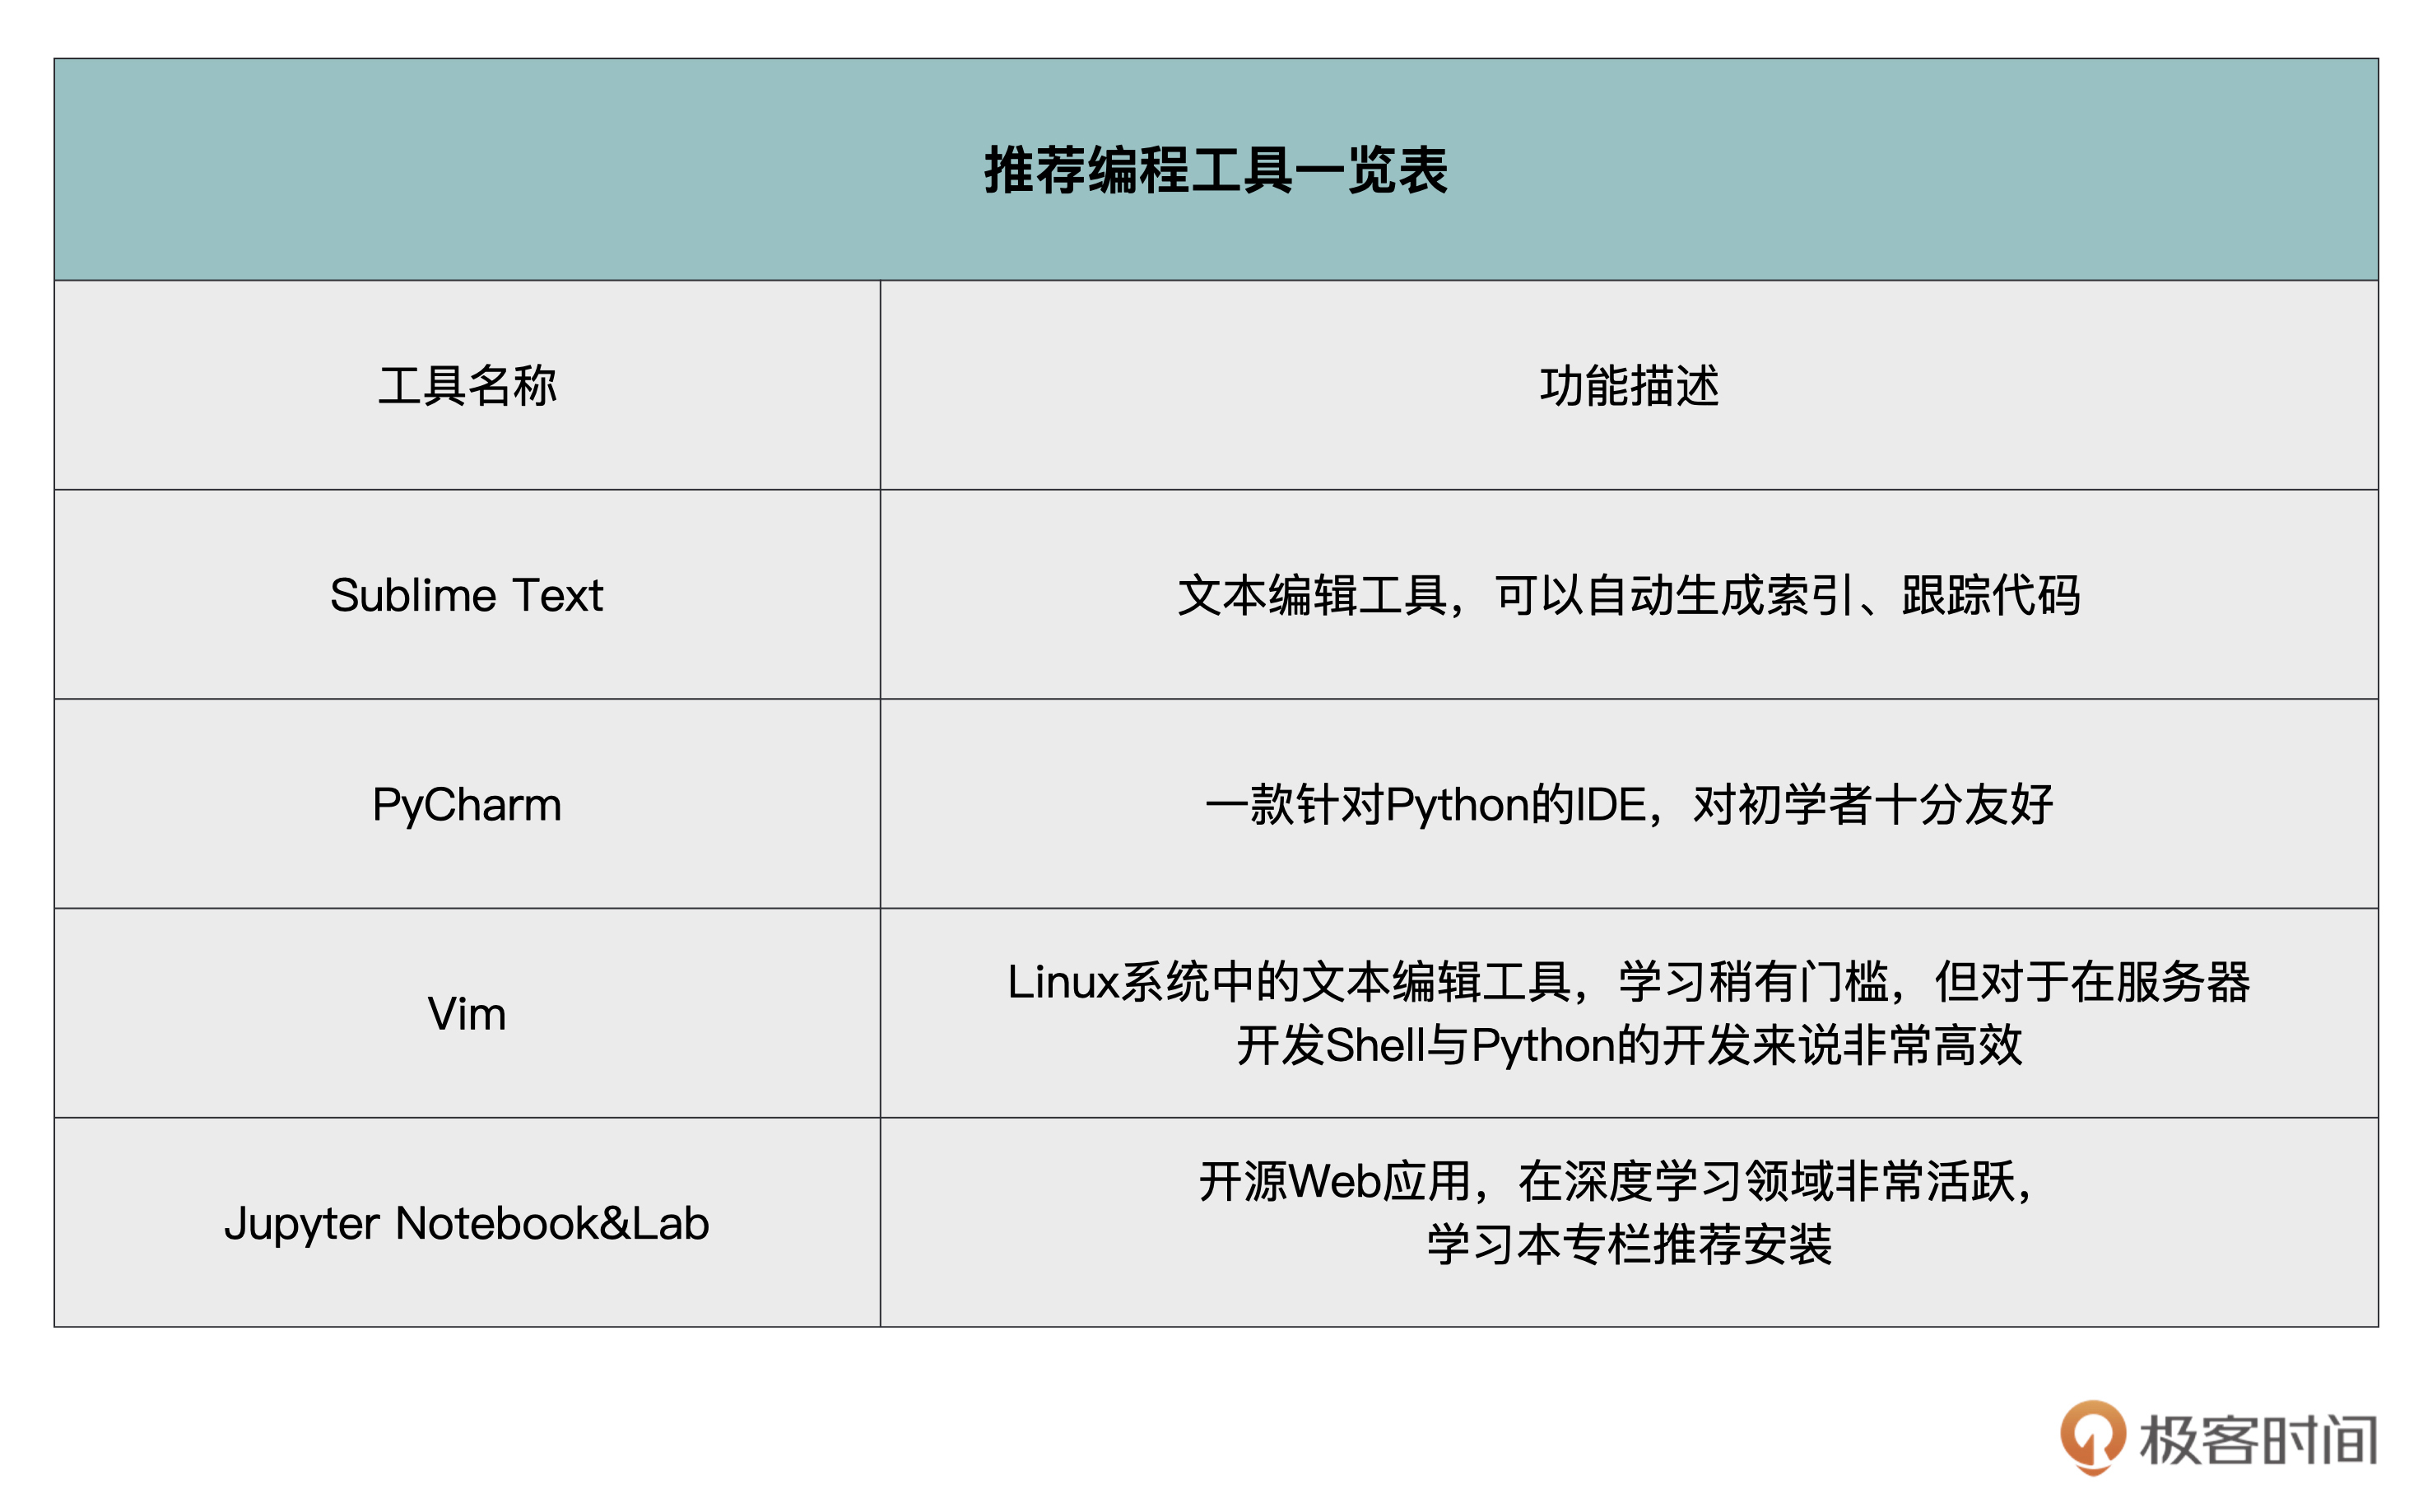 推荐编程工具一览表
工具名称
功能描述
Sublime Text
文本编辑工具，可以自动生成索引、跟踪代码
PyCharm
一款针对Python的IDE，对初学者十分友好
Vim
Linux系统中的文本编辑工具，学习稍有门槛，但对于在服务器
开发Shell与Python的开发来说非常高效
Jupyter Notebook&Lab
开源Web应用，在深度学习领域非常活跃，
学习本专栏推荐安装
极客时间